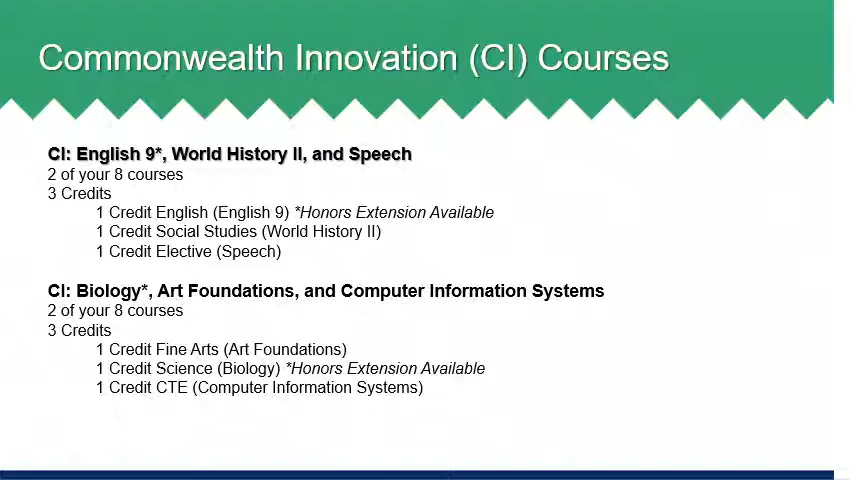 Commonwealth Innovation (CI) Courses
CI: English 9*, World History II, and Speech
2 of your 8 courses
3 Credits
1 Credit English (English 9) *Honors Extension Available
1 Credit Social Studies (World History II)
1 Credit Elective (Speech)
CI: Biology*, Art Foundations, and Computer Information Systems
2 of your 8 courses
3 Credits
1 Credit Fine Arts (Art Foundations)
1 Credit Science (Biology) *Honors Extension Available
1 Credit CTE (Computer Information Systems)